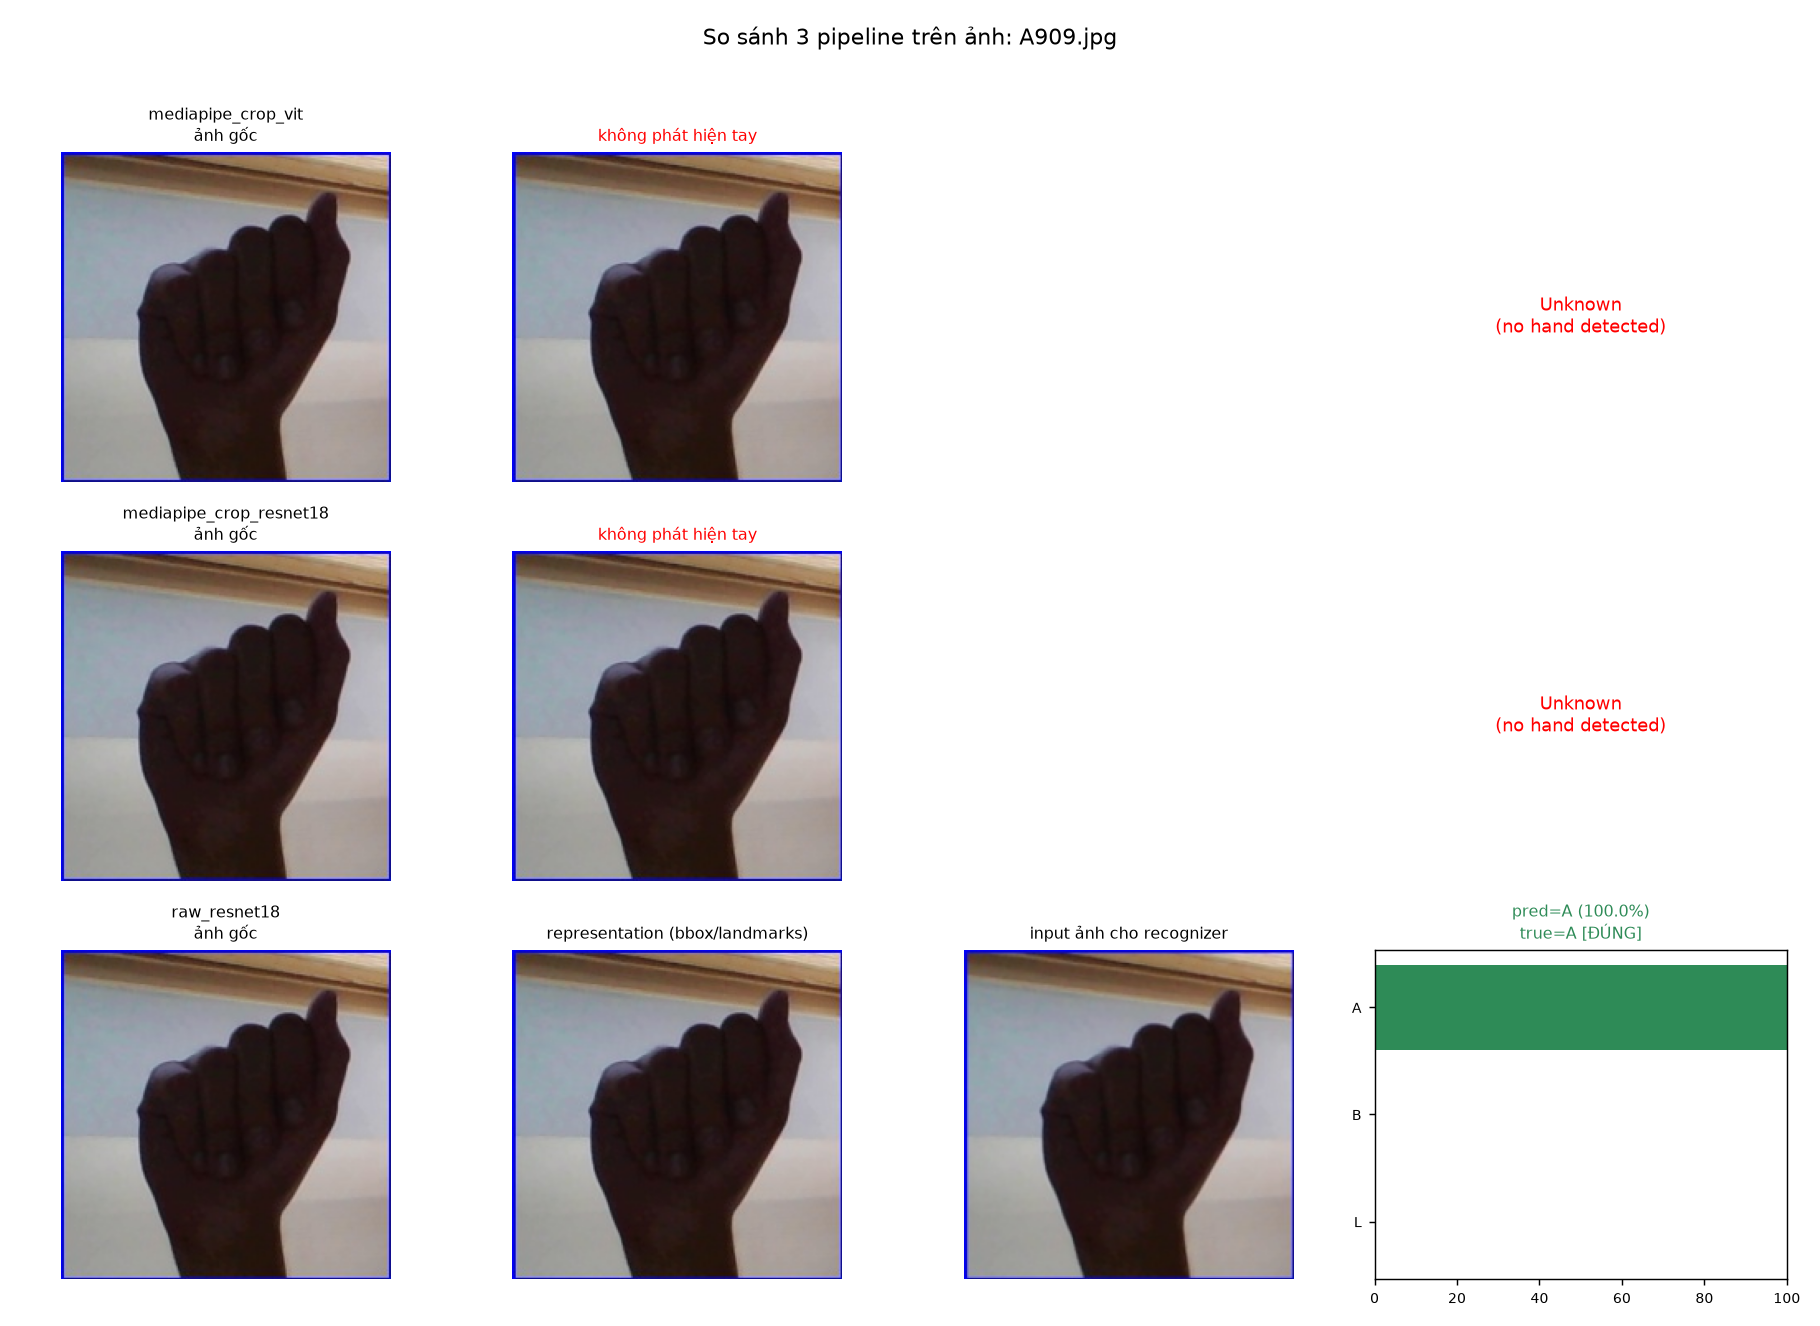 So sánh 3 pipeline trên ảnh: A909.jpg
mediapipe_crop_vit
ảnh gốc
không phát hiện tay
Unknown
(no hand detected)
mediapipe_crop_resnet18
ảnh gốc
không phát hiện tay
Unknown
(no hand detected)
raw_resnet18
ảnh gốc
representation (bbox/landmarks)
input ảnh cho recognizer
pred=A (100.0%)
true=A [ĐÚNG]
A
B
L
0 20 40 60 80 100